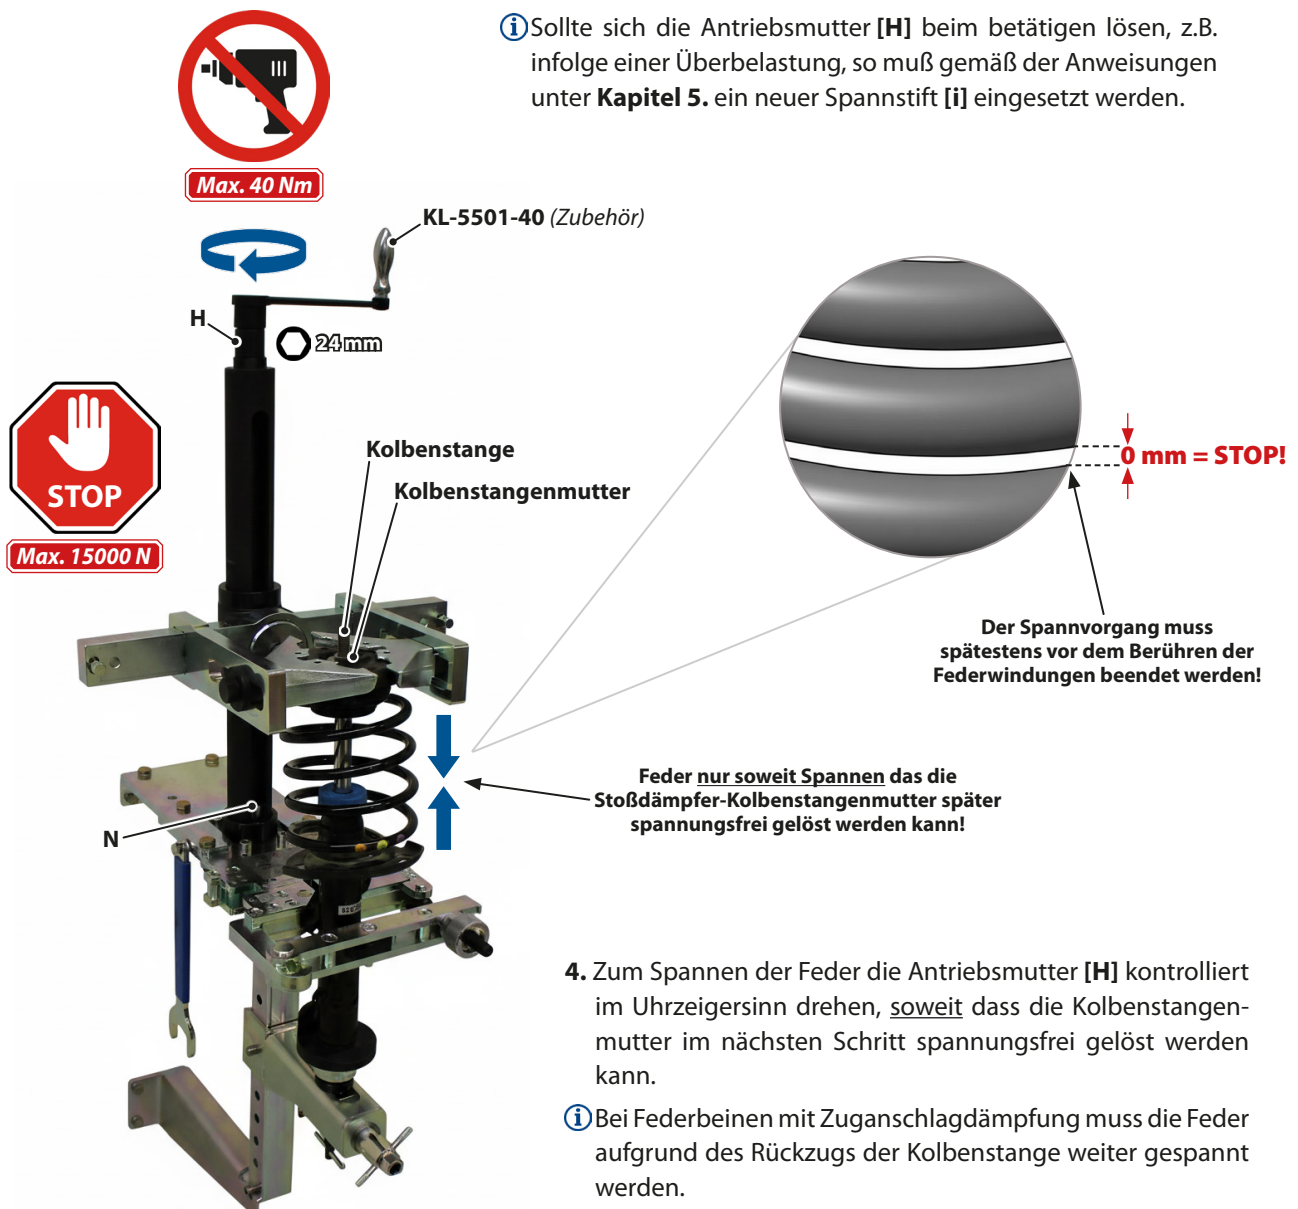 Sollte sich die Antriebsmutter [H] beim betätigen lösen, z.B.
infolge einer Überbelastung, so muß gemäß der Anweisungen
unter Kapitel 5. ein neuer Spannstift [i] eingesetzt werden.
Max. 40 Nm
KL-5501-40 (Zubehör)
H
24 mm
STOP
Max. 15000 N
Kolbenstange
Kolbenstangenmutter
0 mm = STOP!
Der Spannvorgang muss
spätestens vor dem Berühren der
Federwindungen beendet werden!
Feder nur soweit Spannen das die
Stoßdämpfer-Kolbenstangenmutter später
spannungsfrei gelöst werden kann!
N
4. Zum Spannen der Feder die Antriebsmutter [H] kontrolliert
im Uhrzeigersinn drehen, soweit dass die Kolbenstangen-
mutter im nächsten Schritt spannungsfrei gelöst werden
kann.
Bei Federbeinen mit Zuganschlagdämpfung muss die Feder
aufgrund des Rückzugs der Kolbenstange weiter gespannt
werden.